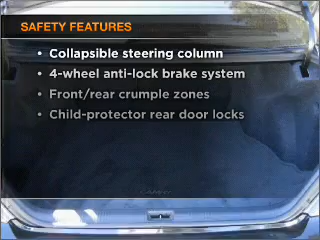 SAFETY FEATURES
• Collapsible steering column
• 4-wheel anti-lock brake system
• Front/rear crumple zones
• Child-protector rear door locks